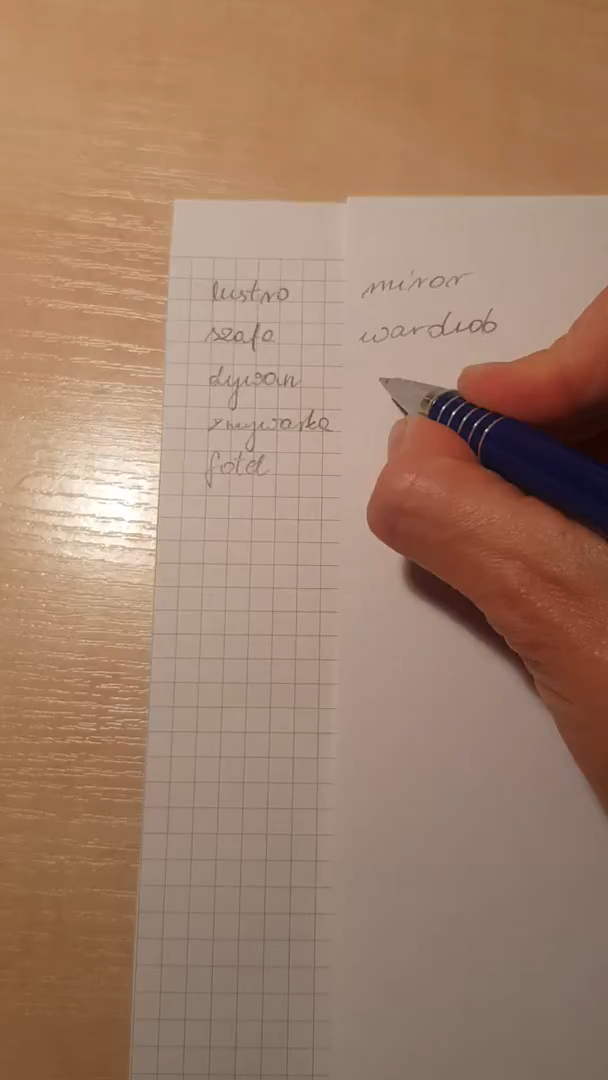 lustro miror
szafa wardrob
dywan
zmywarka
fotel